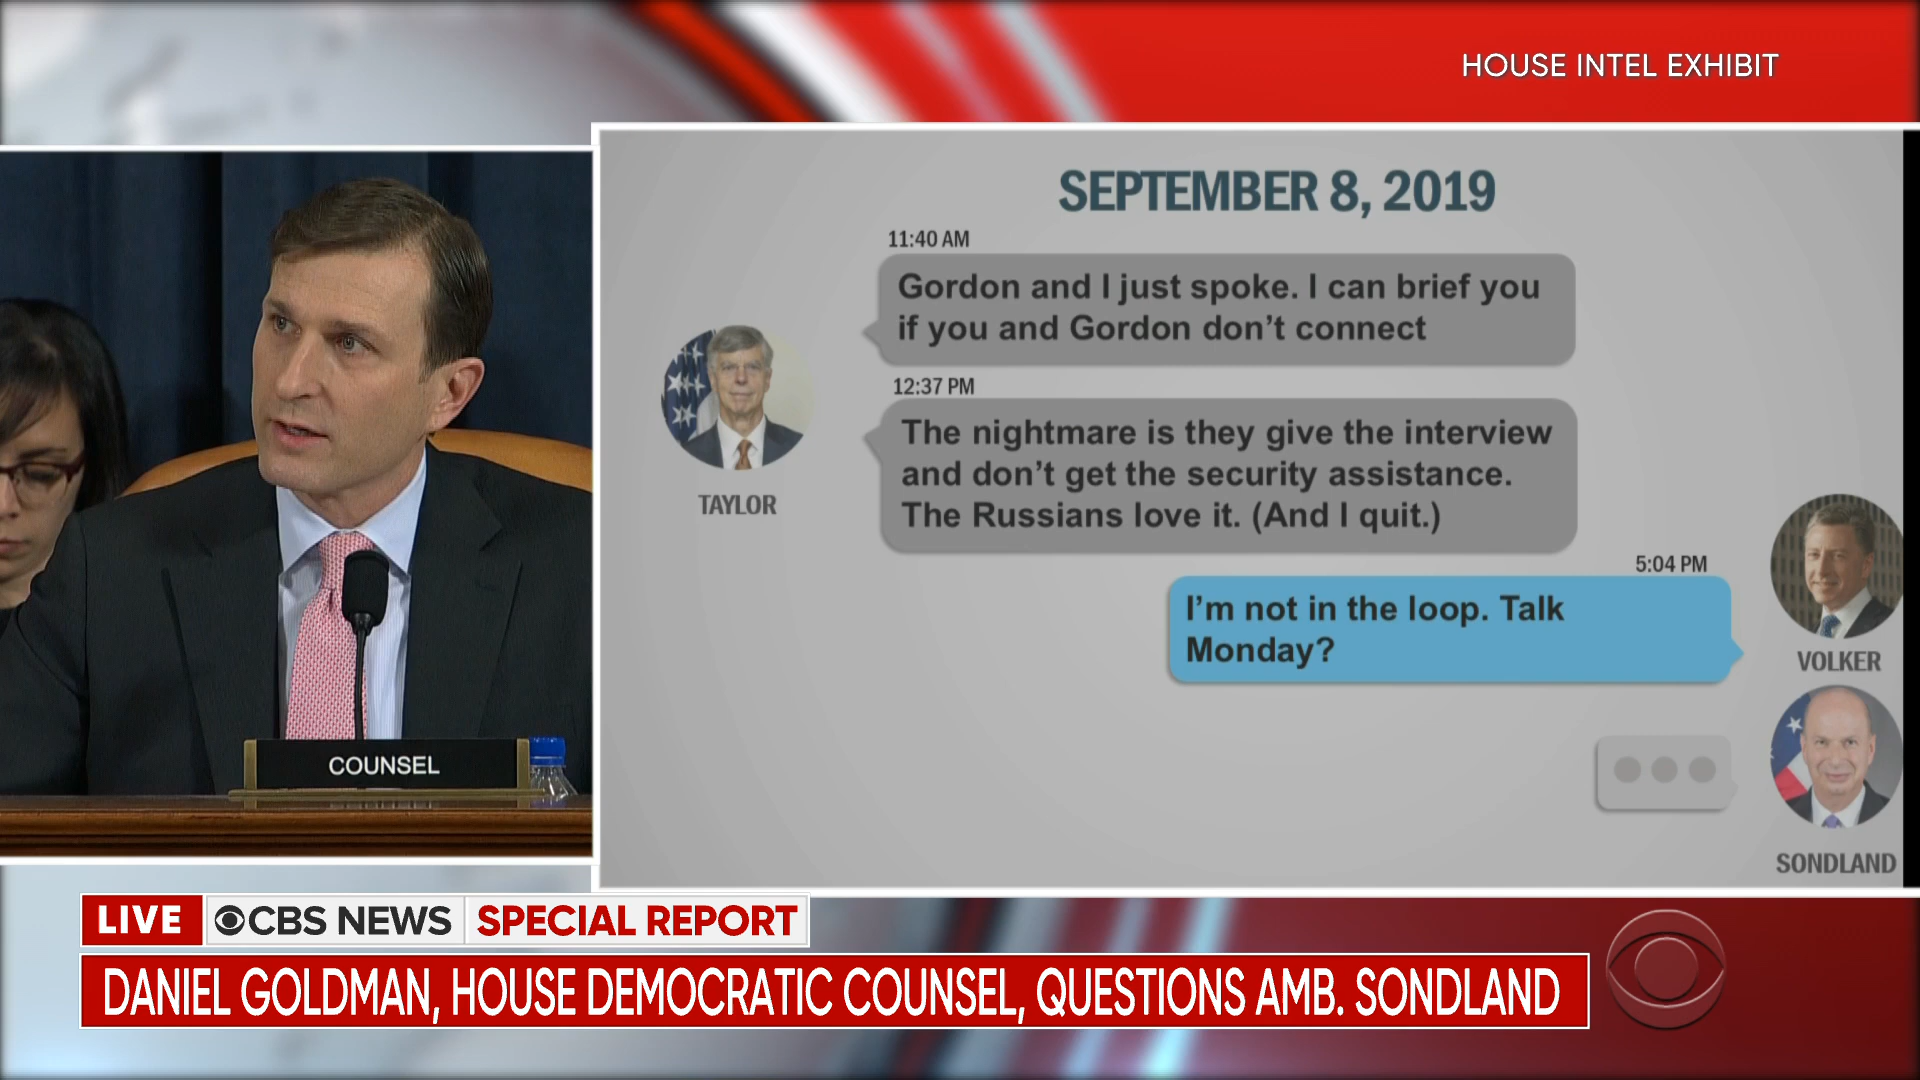 HOUSE INTEL EXHIBIT
SEPTEMBER 8, 2019
11:40 AM
Gordon and I just spoke. I can brief you
if you and Gordon don’t connect
12:37 PM
The nightmare is they give the interview
and don’t get the security assistance.
The Russians love it. (And I quit.)
TAYLOR
5:04 PM
I’m not in the loop. Talk
Monday?
VOLKER
SONDLAND
COUNSEL
LIVE CBS NEWS SPECIAL REPORT
DANIEL GOLDMAN, HOUSE DEMOCRATIC COUNSEL, QUESTIONS AMB. SONDLAND